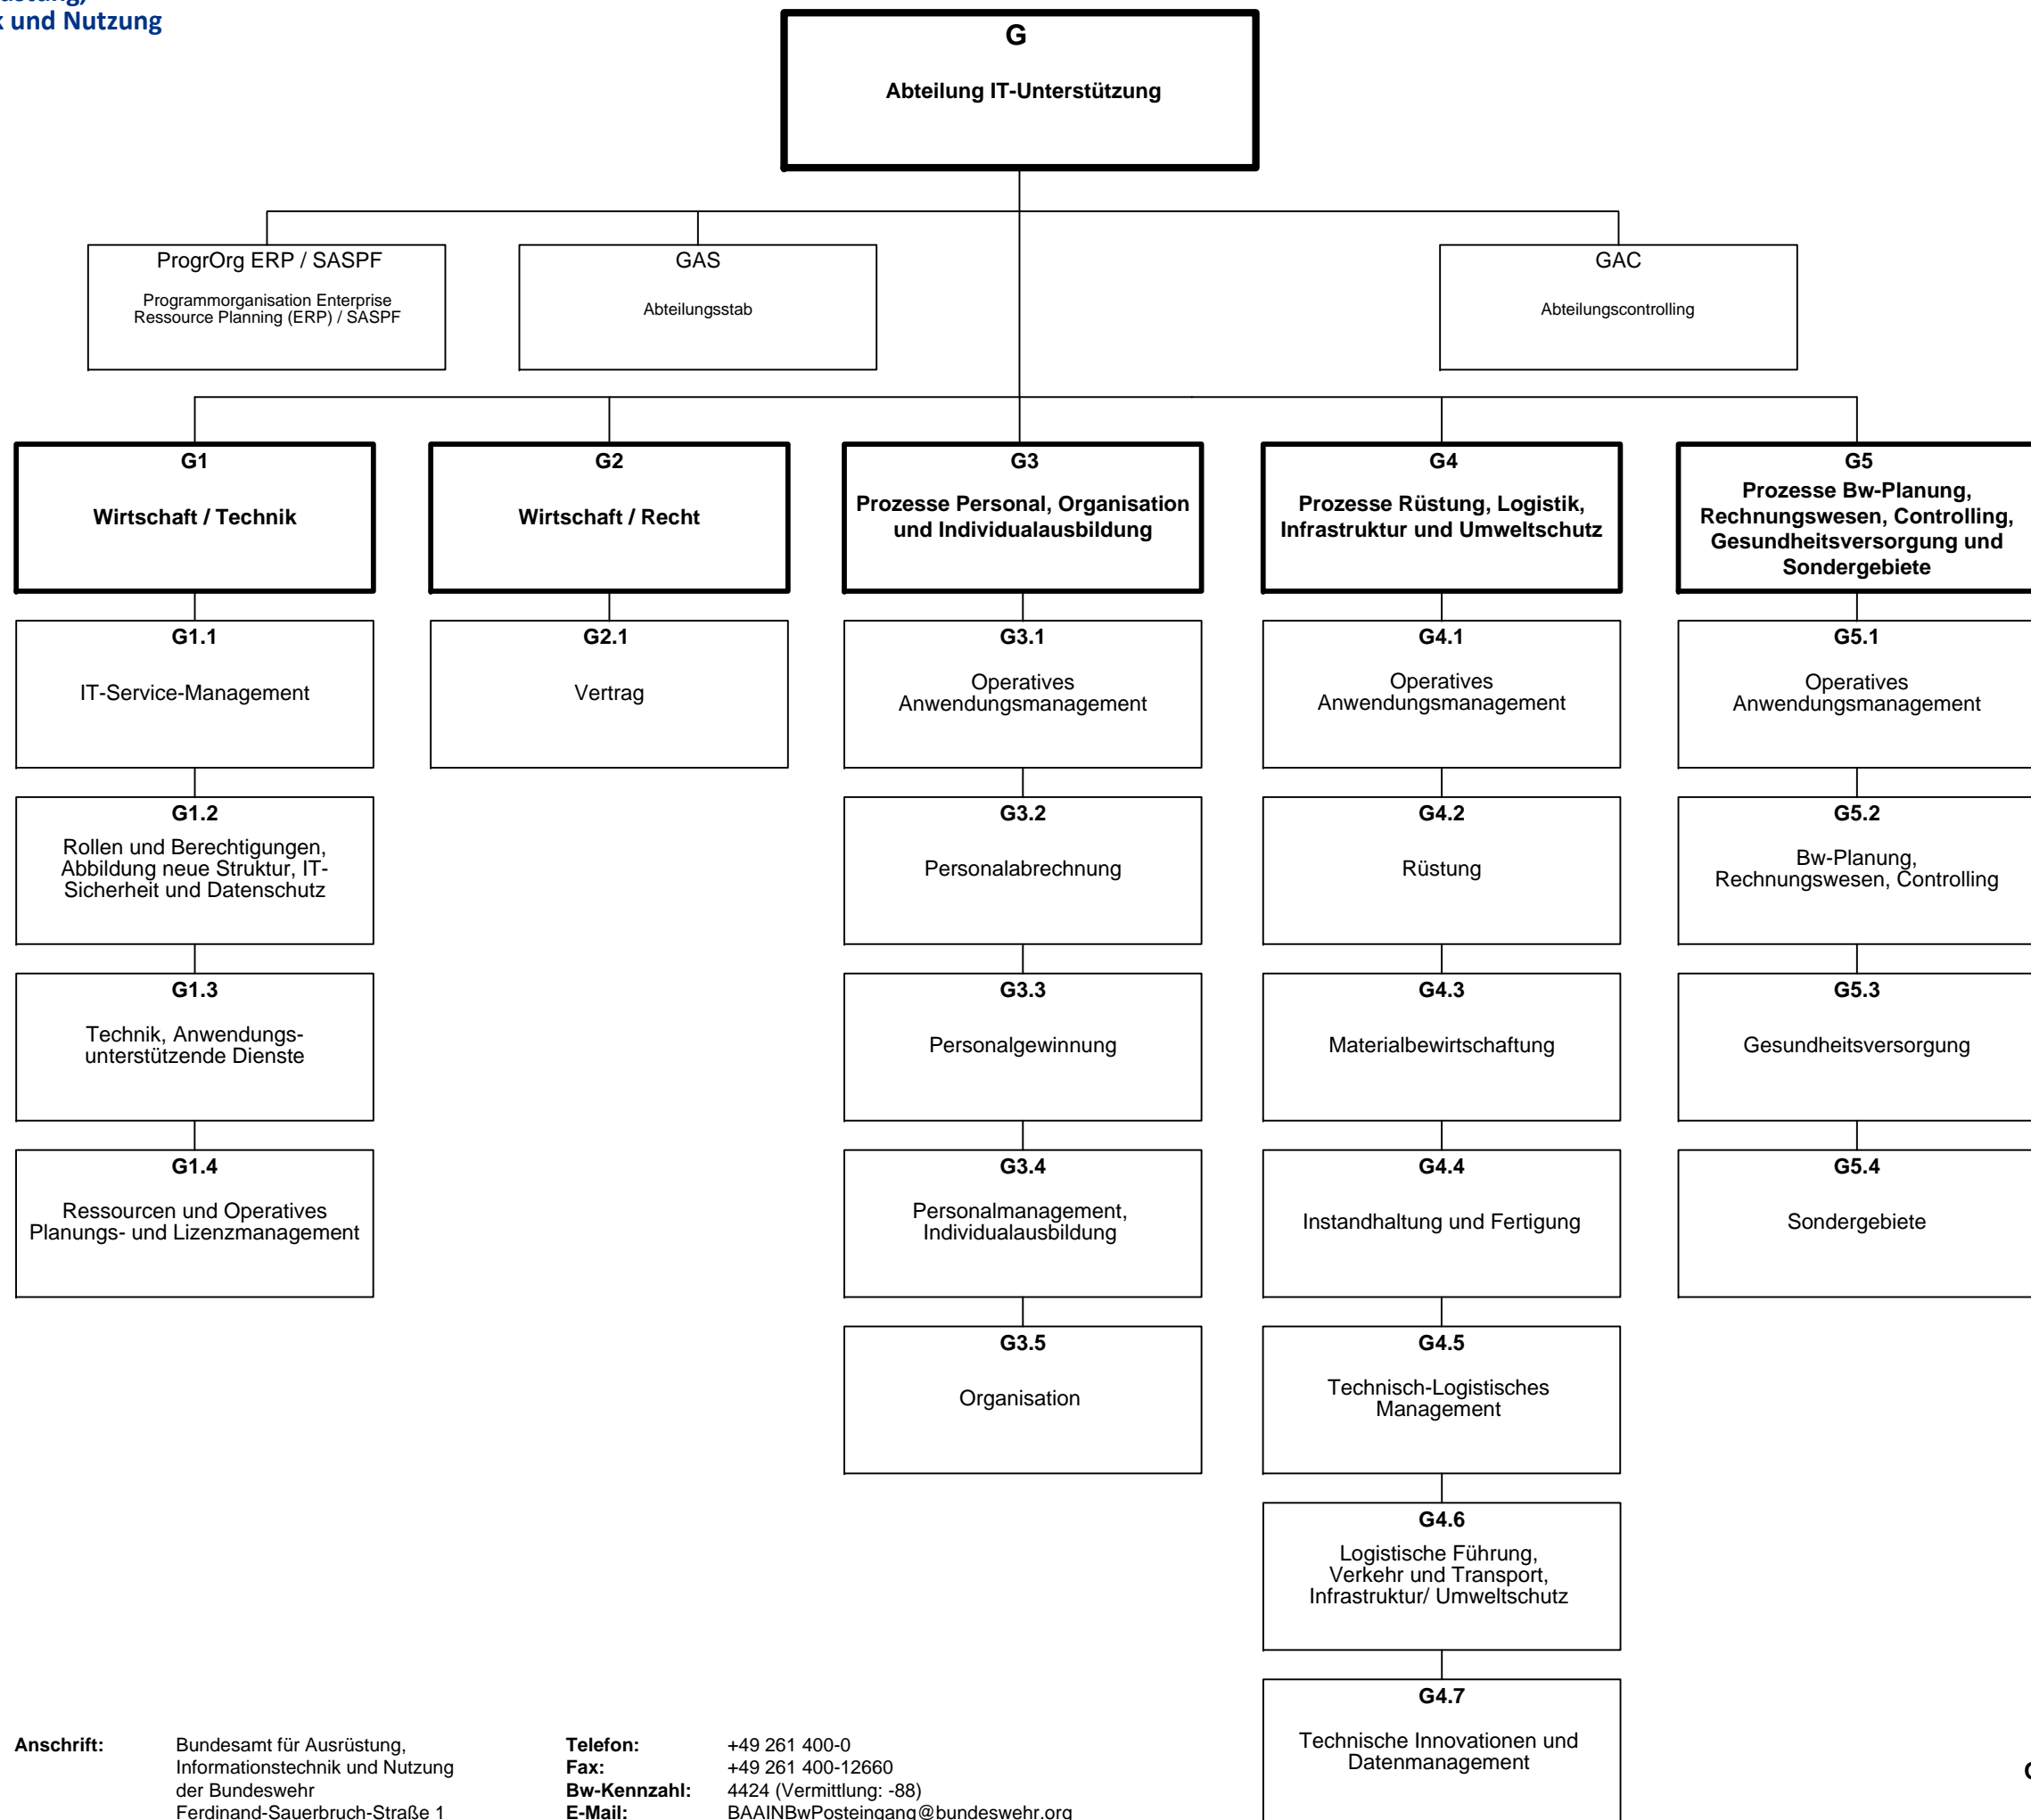 k und Nutzung
G
Abteilung IT-Unterstützung
ProgrOrg ERP / SASPF
Programmorganisation Enterprise
Ressource Planning (ERP) / SASPF
GAS
Abteilungsstab
GAC
Abteilungscontrolling
G1
Wirtschaft / Technik
G2
Wirtschaft / Recht
G3
Prozesse Personal, Organisation
und Individualausbildung
G4
Prozesse Rüstung, Logistik,
Infrastruktur und Umweltschutz
G5
Prozesse Bw-Planung,
Rechnungswesen, Controlling,
Gesundheitsversorgung und
Sondergebiete
G1.1
IT-Service-Management
G2.1
Vertrag
G3.1
Operatives
Anwendungsmanagement
G4.1
Operatives
Anwendungsmanagement
G5.1
Operatives
Anwendungsmanagement
G1.2
Rollen und Berechtigungen,
Abbildung neue Struktur, IT-
Sicherheit und Datenschutz
G3.2
Personalabrechnung
G4.2
Rüstung
G5.2
Bw-Planung,
Rechnungswesen, Controlling
G1.3
Technik, Anwendungs-
unterstützende Dienste
G3.3
Personalgewinnung
G4.3
Materialbewirtschaftung
G5.3
Gesundheitsversorgung
G1.4
Ressourcen und Operatives
Planungs- und Lizenzmanagement
G3.4
Personalmanagement,
Individualausbildung
G4.4
Instandhaltung und Fertigung
G5.4
Sondergebiete
G3.5
Organisation
G4.5
Technisch-Logistisches
Management
G4.6
Logistische Führung,
Verkehr und Transport,
Infrastruktur/ Umweltschutz
G4.7
Technische Innovationen und
Datenmanagement
Anschrift: Bundesamt für Ausrüstung,
Informationstechnik und Nutzung
der Bundeswehr
Ferdinand-Sauerbruch-Straße 1
Telefon: +49 261 400-0
Fax: +49 261 400-12660
Bw-Kennzahl: 4424 (Vermittlung: -88)
E-Mail: BAAINBwPosteingang@bundeswehr.org